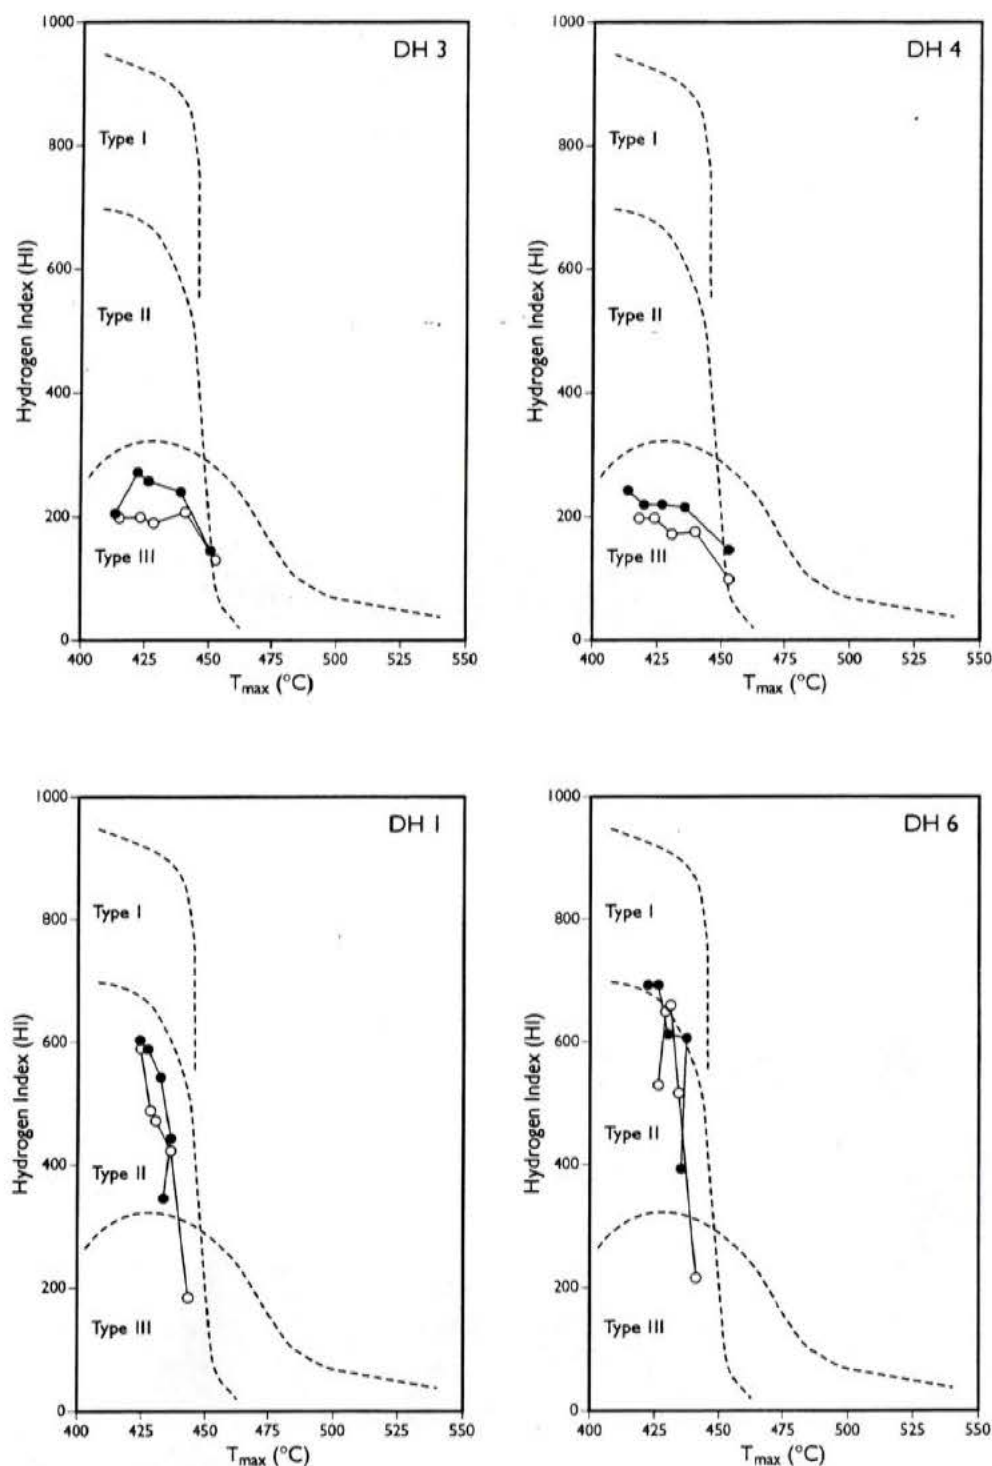 1000
DH 3
800
Type I
600
Type II
400
200
Type III
0
400 425 450 475 500 525 550
Hydrogen Index (HI)
Tmax (°C)
1000
DH 4
800
Type I
600
Type II
400
200
Type III
0
400 425 450 475 500 525 550
Hydrogen Index (HI)
Tmax (°C)
1000
DH 1
800
Type I
600
400
Type II
200
Type III
0
400 425 450 475 500 525 550
Hydrogen Index (HI)
Tmax (°C)
1000
DH 6
800
Type I
600
Type II
400
200
Type III
0
400 425 450 475 500 525 550
Hydrogen Index (HI)
Tmax (°C)